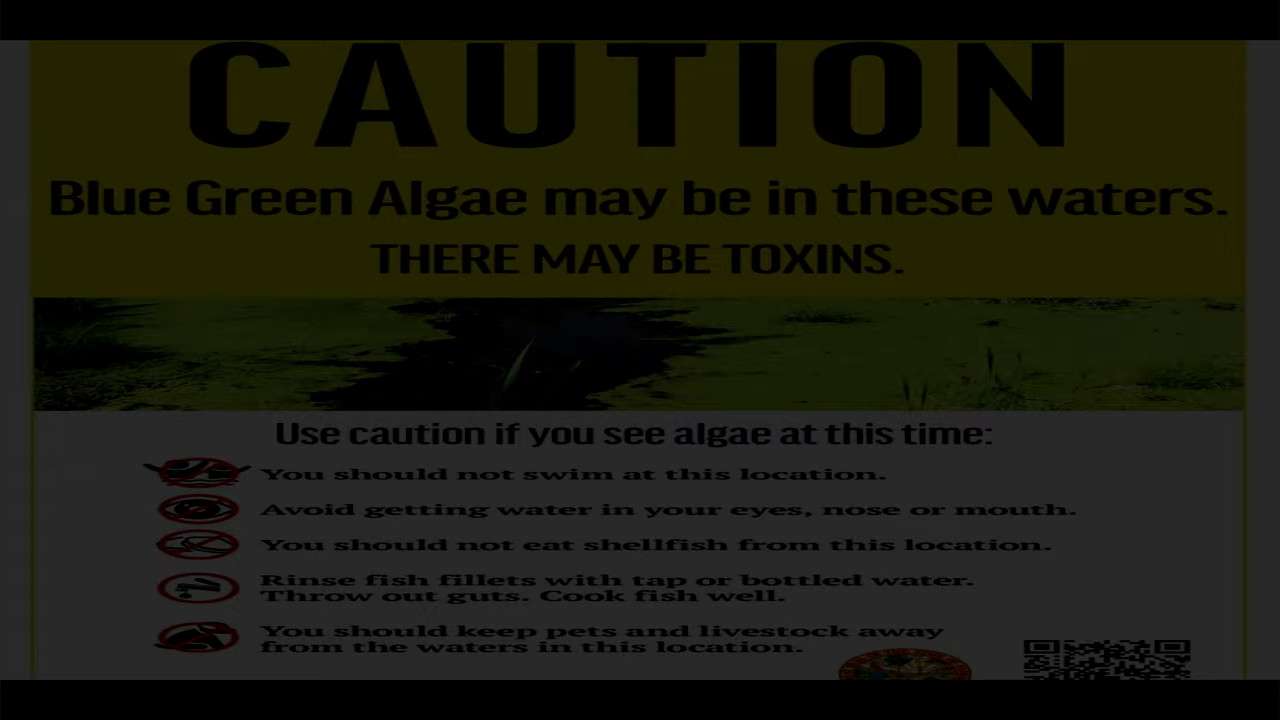 CAUTION
Blue Green Algae may be in these waters.
THERE MAY BE TOXINS.
Use caution if you see algae at this time:
You should not swim at this location.
Avoid getting water in your eyes, nose or mouth.
You should not eat shellfish from this location.
Rinse fish fillets with tap or bottled water.
Throw out guts. Cook fish well.
You should keep pets and livestock away
from the waters in this location.